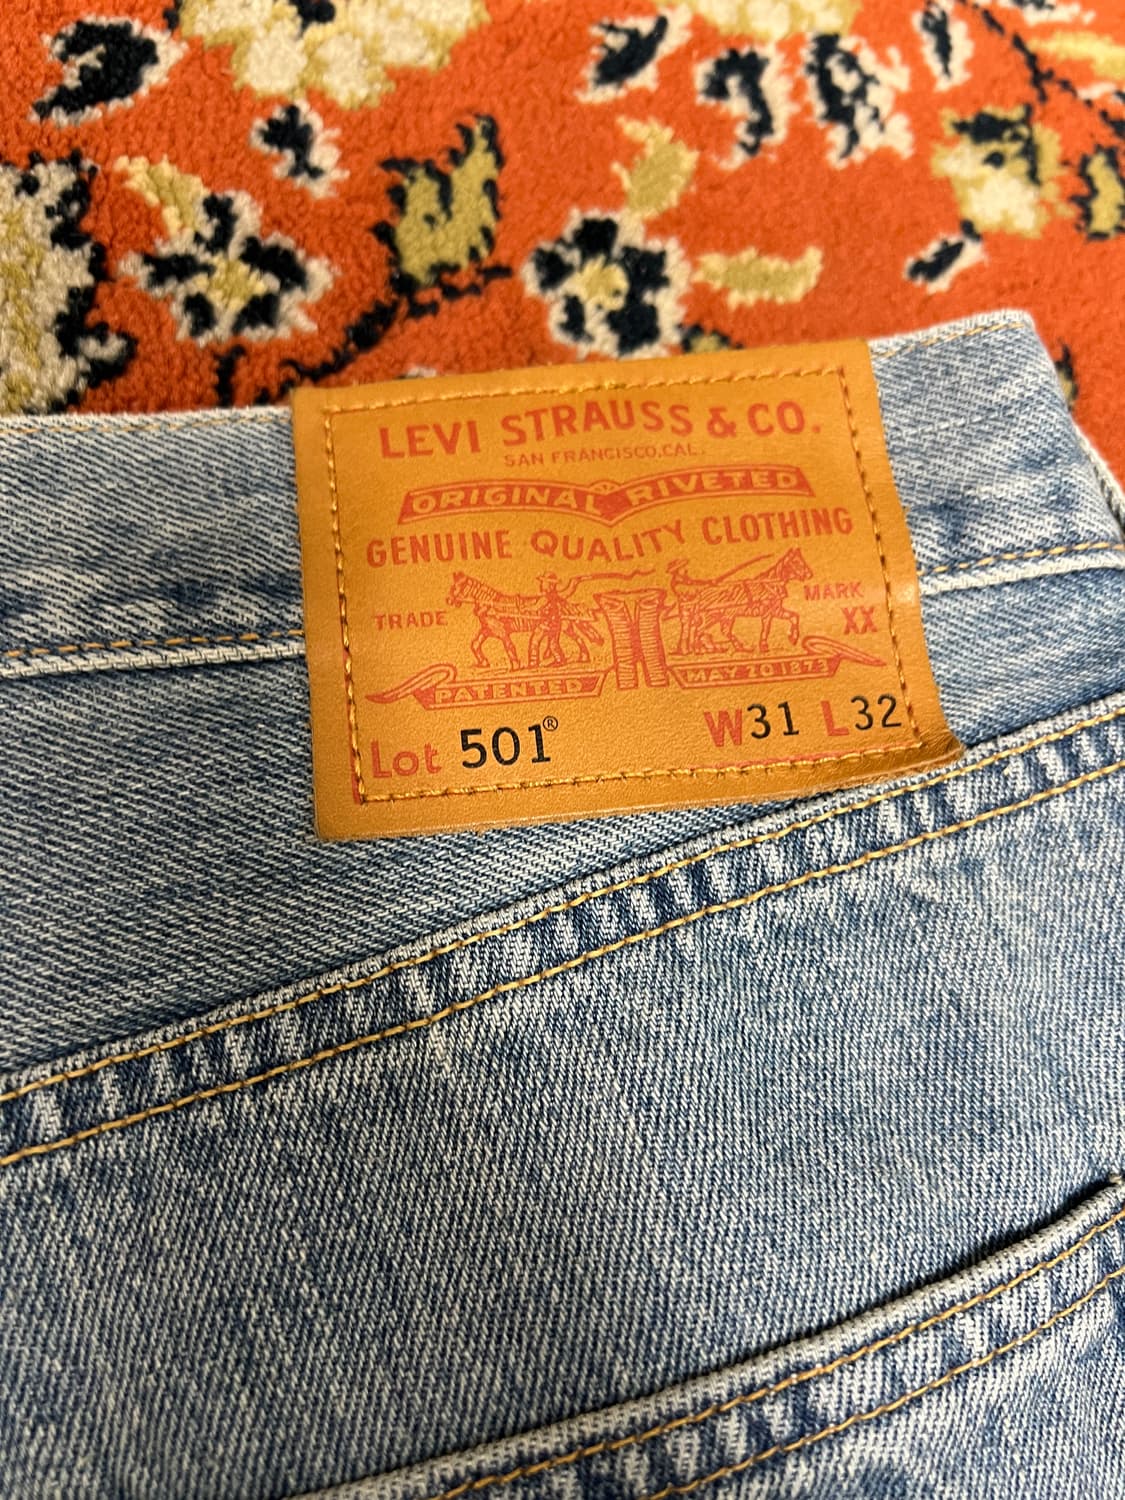 LEVI STRAUSS & CO.
SAN FRANCISCO, CAL.
ORIGINAL RIVETED
GENUINE QUALITY CLOTHING
TRADE MARK
XX
PATENTED MAY 20 1873
Lot 501® W31 L32